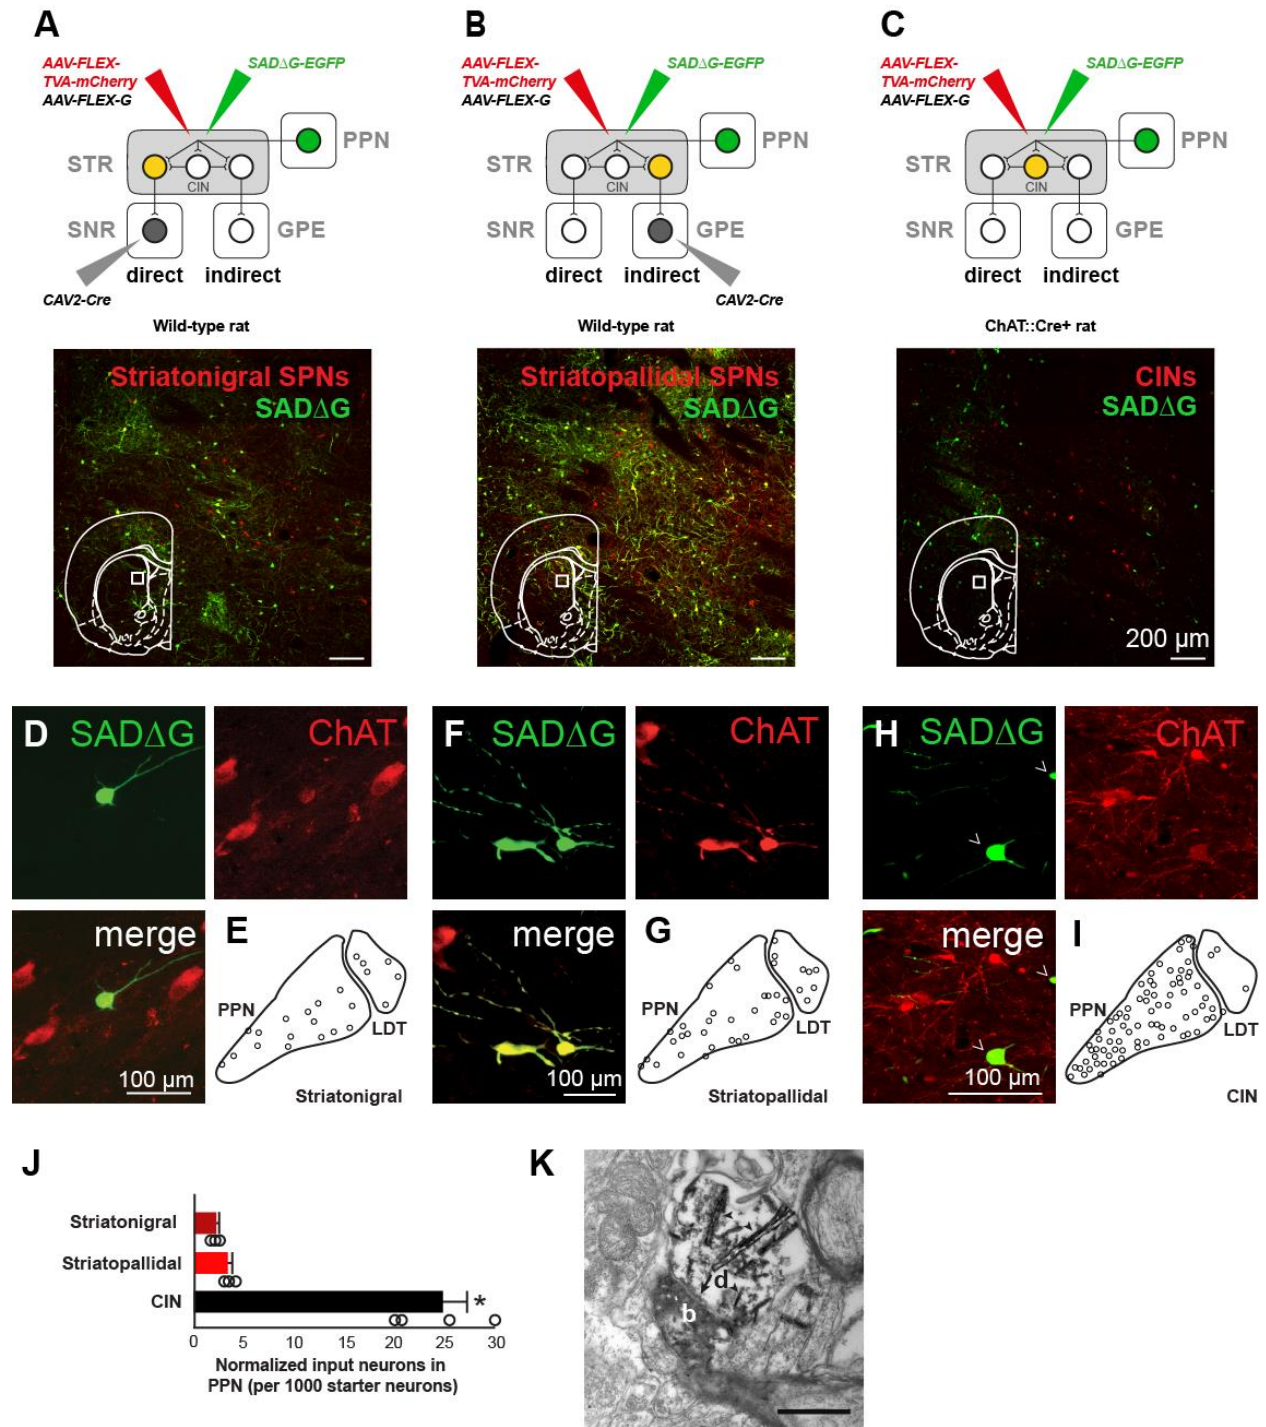 A
AAV-FLEX-
TVA-mCherry
AAV-FLEX-G
SADΔG-EGFP
PPN
STR
CIN
SNR
GPE
direct
indirect
CAV2-Cre
Wild-type rat
Striatonigral SPNs
SADΔG
B
AAV-FLEX-
TVA-mCherry
AAV-FLEX-G
SADΔG-EGFP
PPN
STR
CIN
SNR
GPE
direct
indirect
CAV2-Cre
Wild-type rat
Striatopallidal SPNs
SADΔG
C
AAV-FLEX-
TVA-mCherry
AAV-FLEX-G
SADΔG-EGFP
PPN
STR
CIN
SNR
GPE
direct
indirect
ChAT::Cre+ rat
CINs
SADΔG
200 µm
D
SADΔG
ChAT
merge
100 µm
E
PPN
LDT
Striatonigral
F
SADΔG
ChAT
merge
100 µm
G
PPN
LDT
Striatopallidal
H
SADΔG
ChAT
merge
100 µm
I
PPN
LDT
CIN
J
Striatonigral
Striatopallidal
CIN
*
0 5 10 15 20 25 30
Normalized input neurons in
PPN (per 1000 starter neurons)
K
d
b